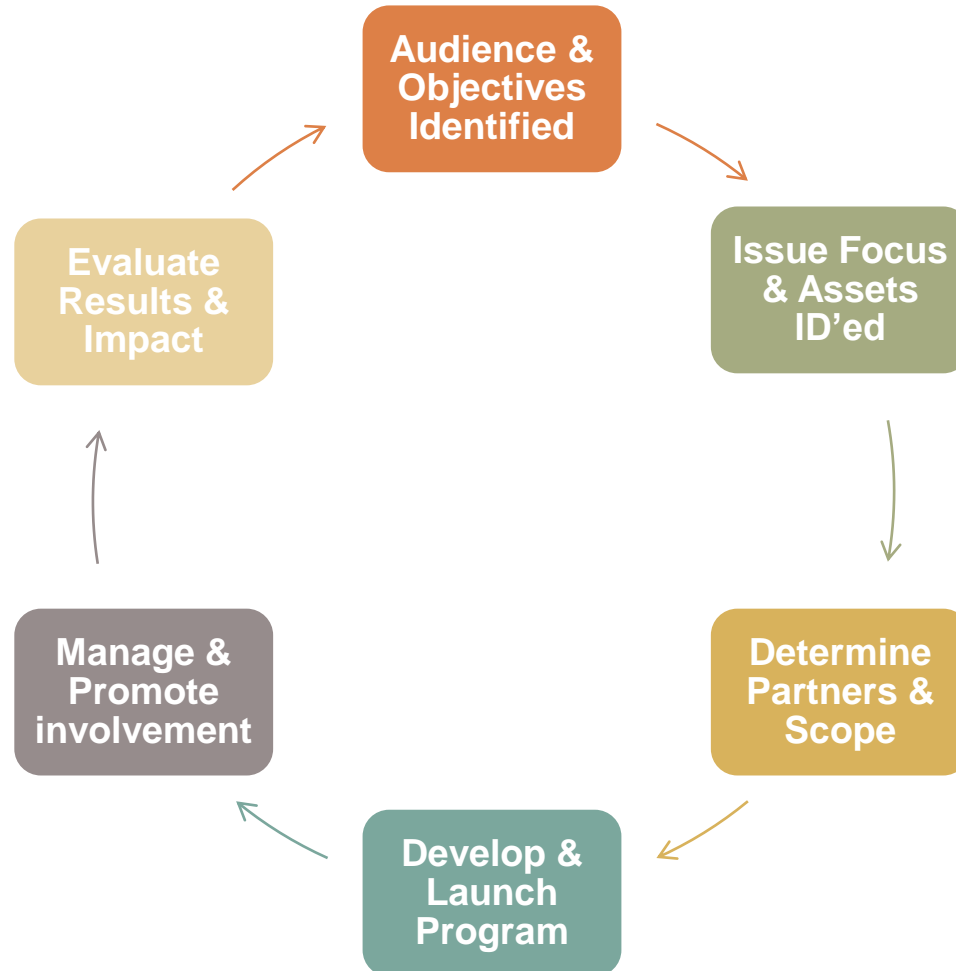 Audience &
Objectives
Identified
Issue Focus
& Assets
ID’ed
Determine
Partners &
Scope
Develop &
Launch
Program
Manage &
Promote
involvement
Evaluate
Results &
Impact